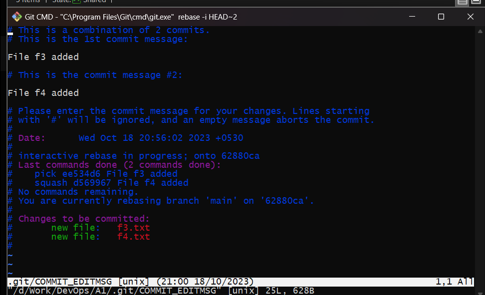 Git CMD - "C:\Program Files\Git\cmd\git.exe" rebase -i HEAD~2
# This is a combination of 2 commits.
# This is the 1st commit message:
File f3 added
# This is the commit message #2:
File f4 added
# Please enter the commit message for your changes. Lines starting
# with '#' will be ignored, and an empty message aborts the commit.
#
# Date:      Wed Oct 18 20:56:02 2023 +0530
#
# interactive rebase in progress; onto 62880ca
# Last commands done (2 commands done):
#    pick ee534d6 File f3 added
#    squash d569967 File f4 added
# No commands remaining.
# You are currently rebasing branch 'main' on '62880ca'.
#
# Changes to be committed:
#       new file:   f3.txt
#       new file:   f4.txt
#
~
~
.git/COMMIT_EDITMSG [unix] (21:00 18/10/2023) 1,1 All
"/d/Work/DevOps/A1/.git/COMMIT_EDITMSG" [unix] 25L, 628B